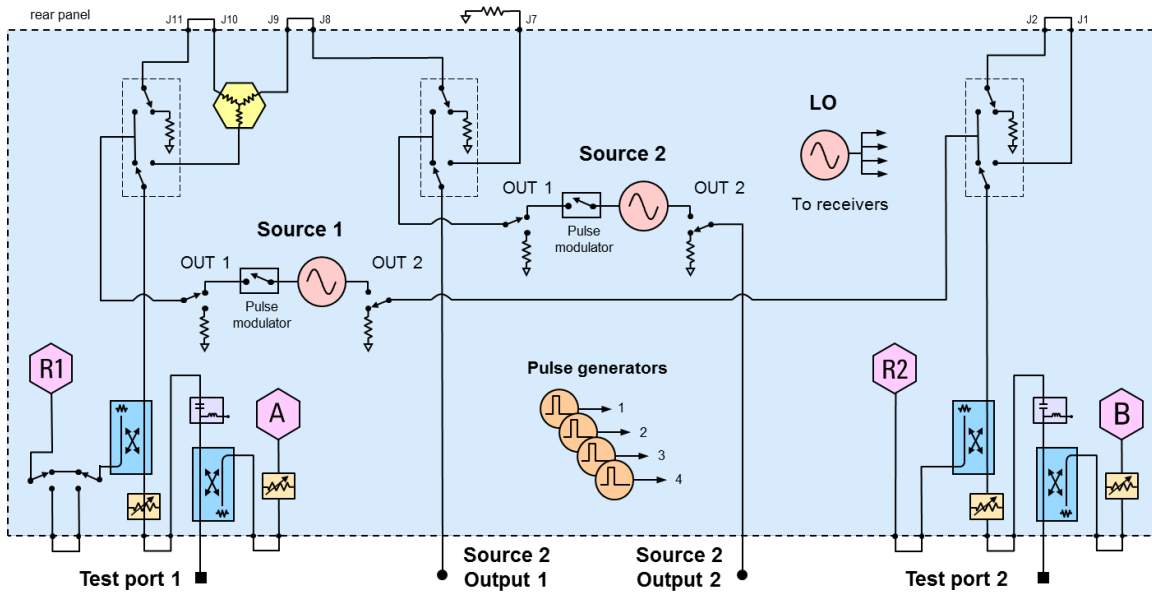 rear panel
J11
J10
J9
J8
J7
J2
J1
LO
To receivers
Source 2
OUT 1
OUT 2
Pulse
modulator
Source 1
OUT 1
OUT 2
Pulse
modulator
R1
A
Pulse generators
1
2
3
4
R2
B
Test port 1
Source 2
Output 1
Source 2
Output 2
Test port 2